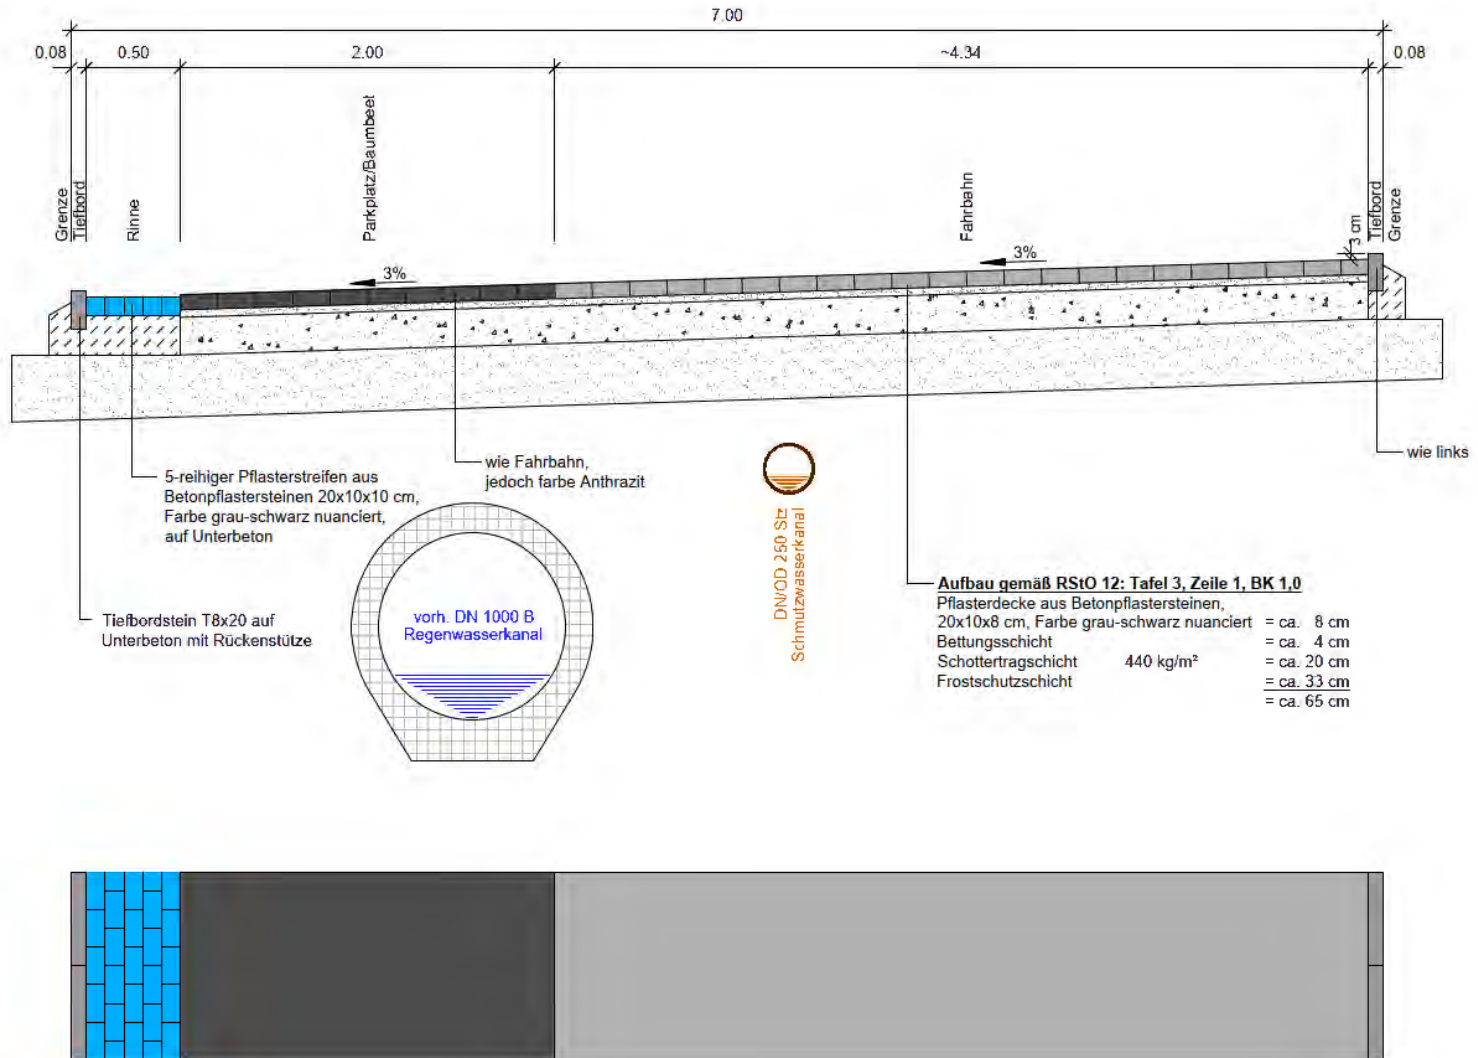 7.00
0.08
0.50
2.00
~4.34
0.08
Grenze
Tiefbord
Rinne
Parkplatz/Baumbeet
Fahrbahn
3 cm
Tiefbord
Grenze
3%
3%
5-reihiger Pflasterstreifen aus
Betonpflastersteinen 20x10x10 cm,
Farbe grau-schwarz nuanciert,
auf Unterbeton
wie Fahrbahn,
jedoch farbe Anthrazit
wie links
Tiefbordstein T8x20 auf
Unterbeton mit Rückenstütze
vorh. DN 1000 B
Regenwasserkanal
DN/OD 250 Stz
Schmutzwasserkanal
Aufbau gemäß RStO 12: Tafel 3, Zeile 1, BK 1,0
Pflasterdecke aus Betonpflastersteinen,
20x10x8 cm, Farbe grau-schwarz nuanciert = ca. 8 cm
Bettungsschicht = ca. 4 cm
Schottertragschicht 440 kg/m² = ca. 20 cm
Frostschutzschicht = ca. 33 cm
= ca. 65 cm